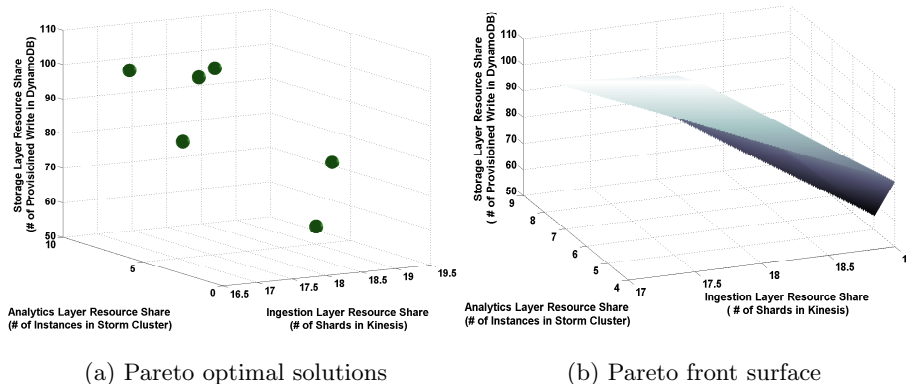 110
100
90
80
70
60
50
10
5
0
16.5
17
17.5
18
18.5
19
19.5
Storage Layer Resource Share
(# of Provisioined Write in DynamoDB)
Analytics Layer Resource Share
(# of Instances in Storm Cluster)
Ingestion Layer Resource Share
(# of Shards in Kinesis)
(a) Pareto optimal solutions
110
100
90
80
70
60
50
9
8
7
6
5
4
17
17.5
18
18.5
1
Storage Layer Resource Share
( # of Provisioined Write in DynamoDB)
Analytics Layer Resource Share
(# of Instances in Storm Cluster)
Ingestion Layer Resource Share
( # of Shards in Kinesis)
(b) Pareto front surface